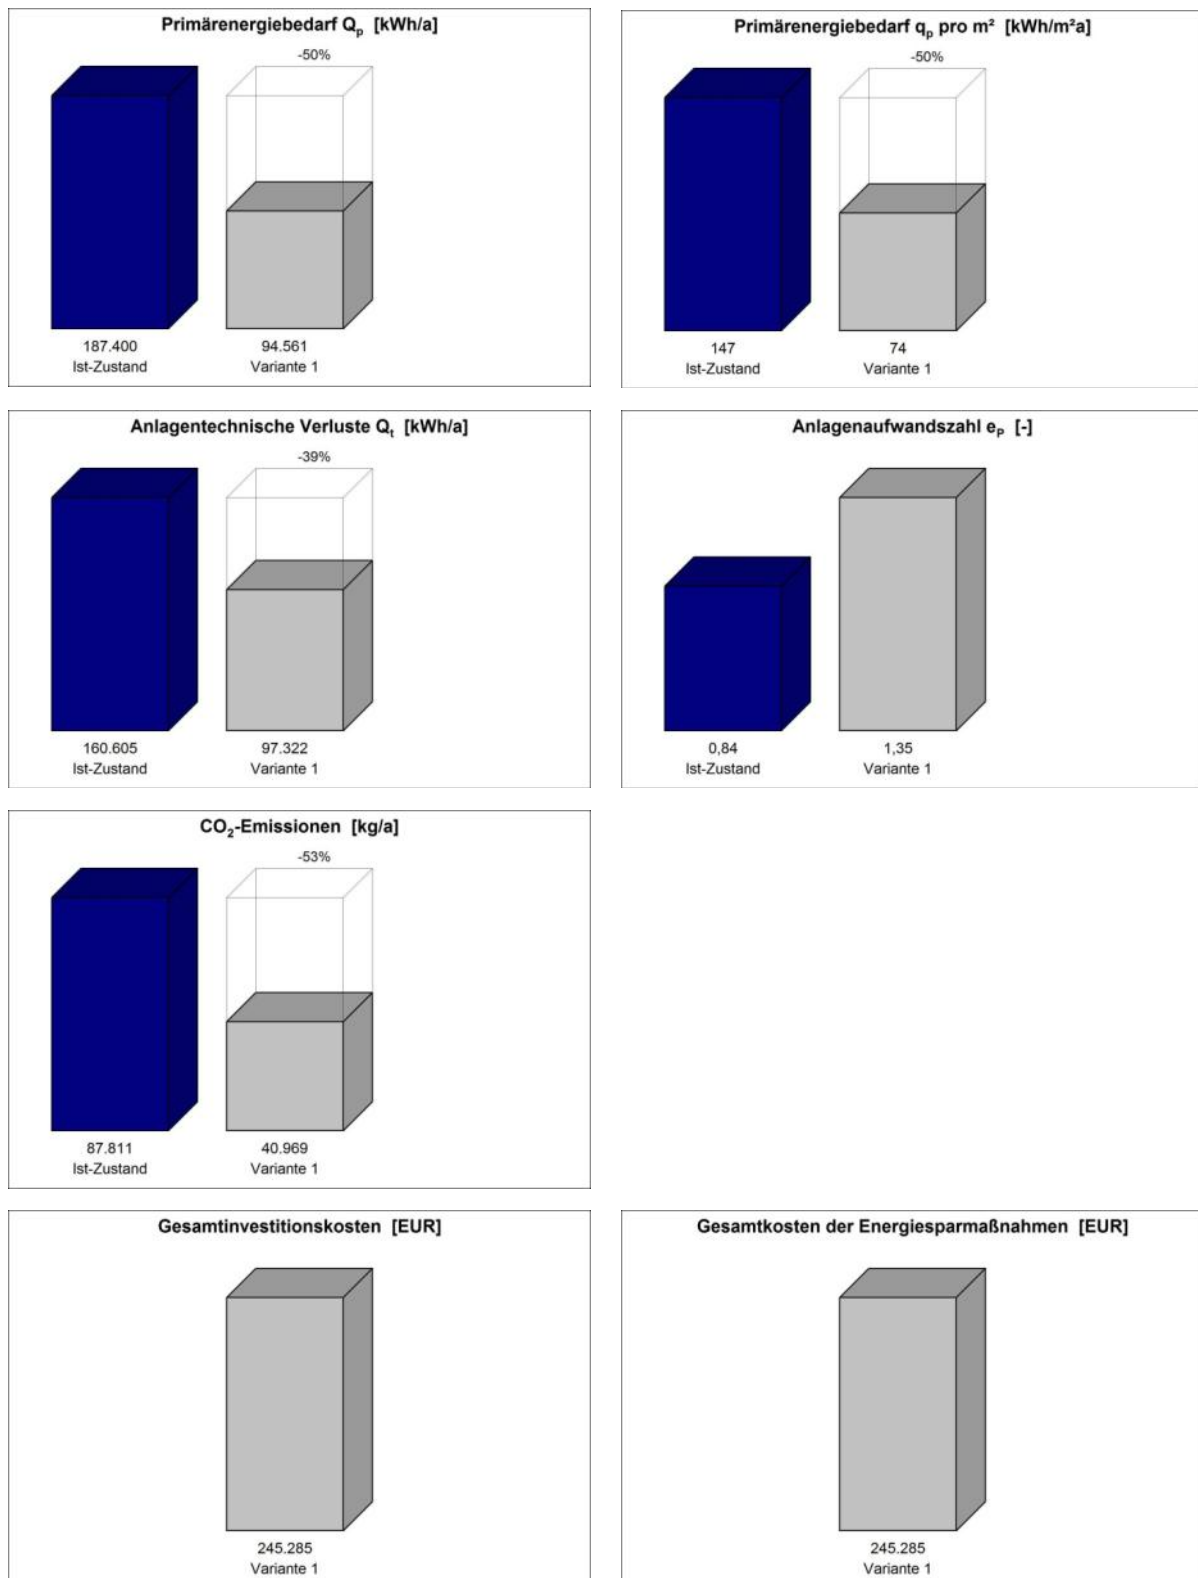 Primärenergiebedarf Qp [kWh/a]
-50%
187.400
Ist-Zustand
94.561
Variante 1
Primärenergiebedarf qp pro m² [kWh/m²a]
-50%
147
Ist-Zustand
74
Variante 1
Anlagentechnische Verluste Qt [kWh/a]
-39%
160.605
Ist-Zustand
97.322
Variante 1
Anlagenaufwandszahl eP [-]
0,84
Ist-Zustand
1,35
Variante 1
CO2-Emissionen [kg/a]
-53%
87.811
Ist-Zustand
40.969
Variante 1
Gesamtinvestitionskosten [EUR]
245.285
Variante 1
Gesamtkosten der Energiesparmaßnahmen [EUR]
245.285
Variante 1